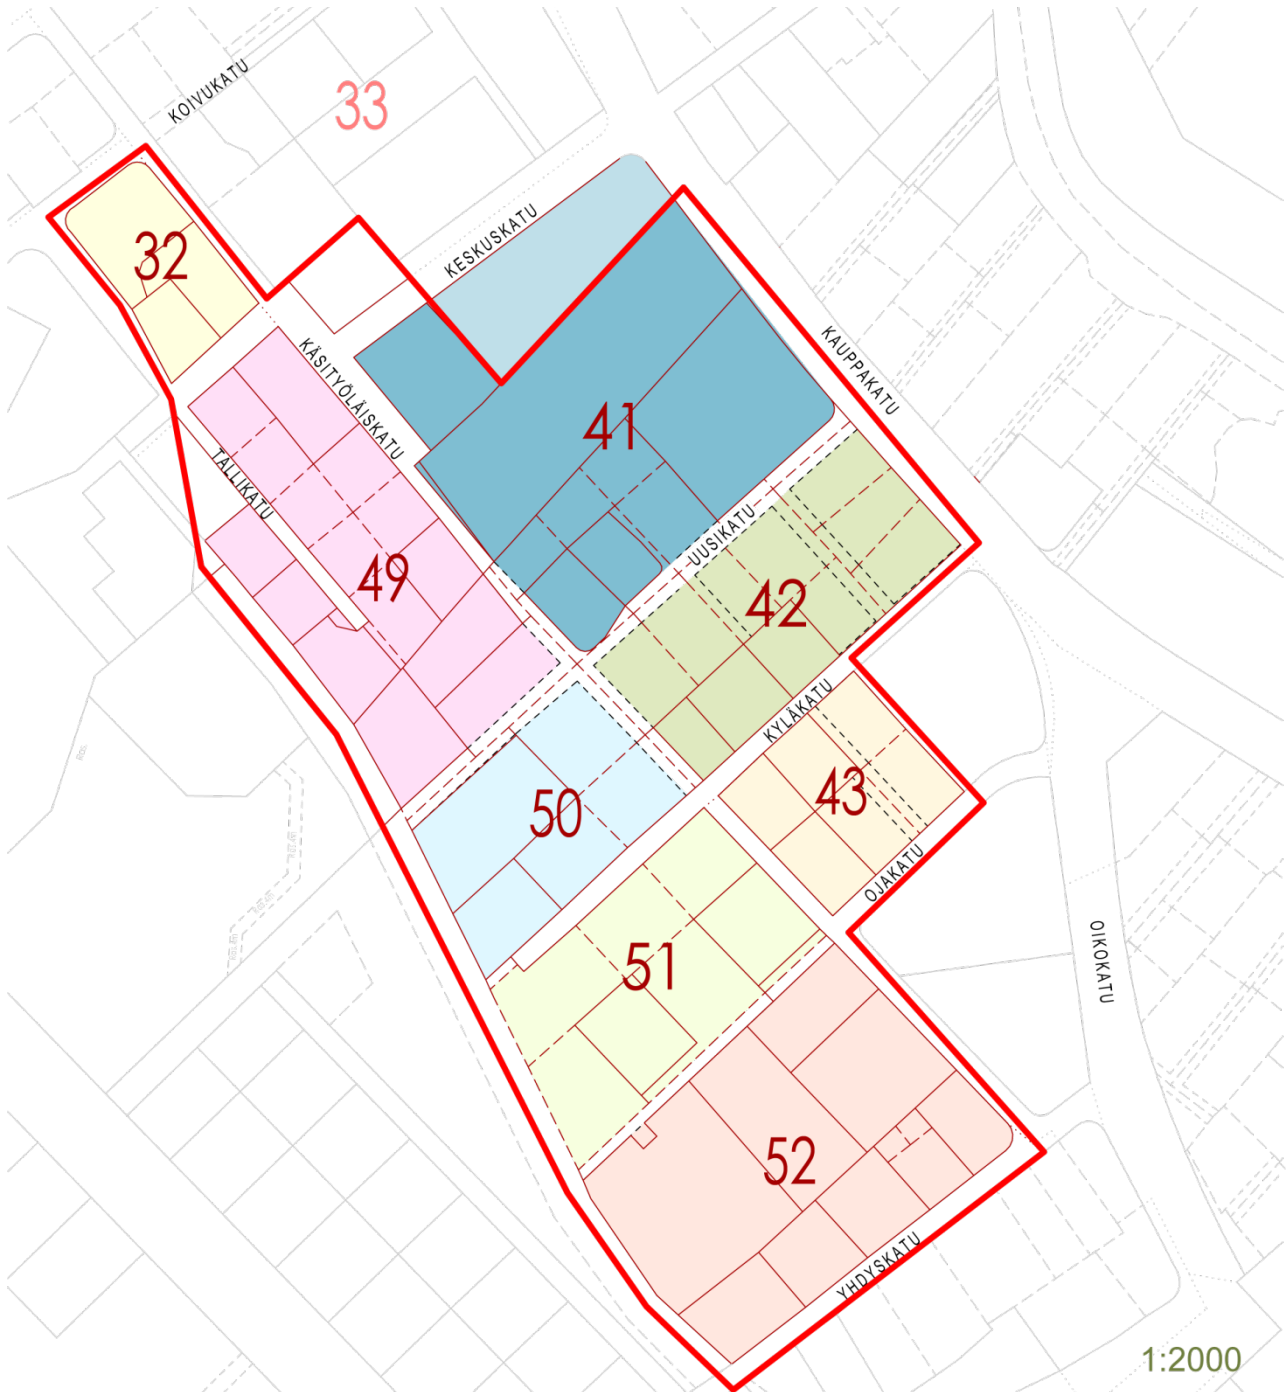 KOIVUKATU
33
32
KESKUSKATU
KÄSITYÖLÄISKATU
KAUPPAKATU
41
TALLIKATU
UUSIKATU
49
42
KYLÄKATU
50
43
OJAKATU
51
OIKOKATU
52
YHDYSKATU
1:2000